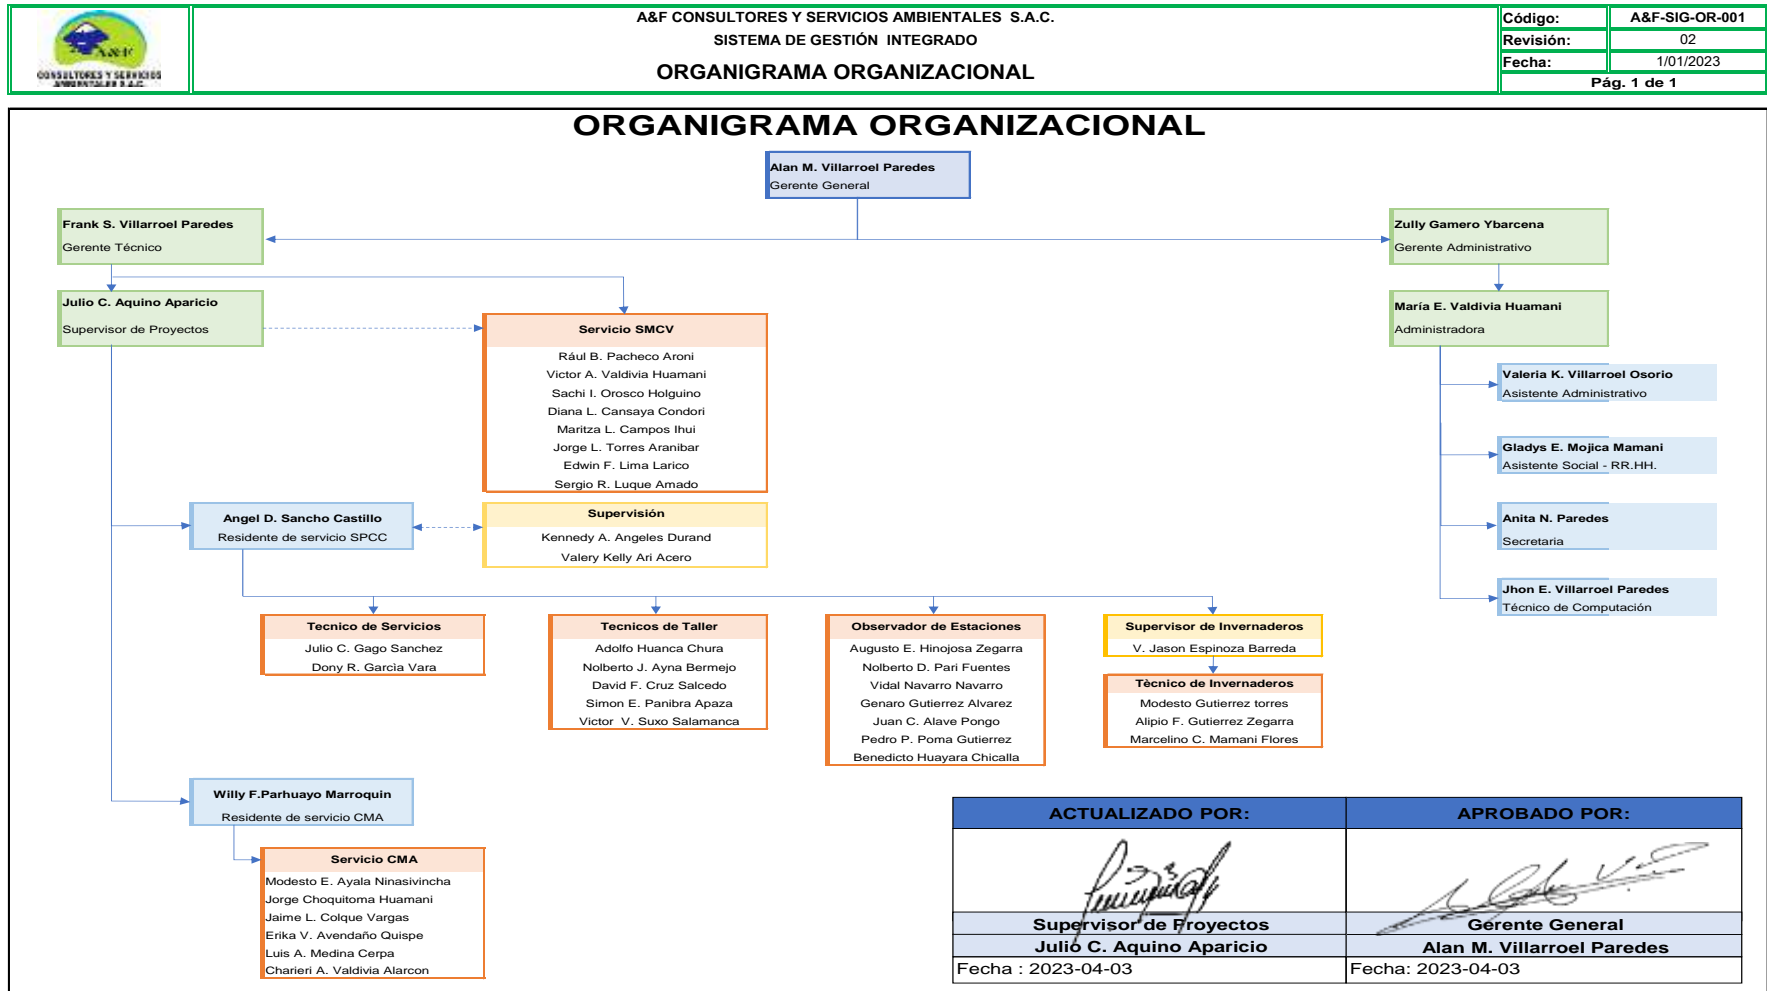 A&F
CONSULTORES Y SERVICIOS
AMBIENTALES S.A.C.
A&F CONSULTORES Y SERVICIOS AMBIENTALES S.A.C.
SISTEMA DE GESTIÓN INTEGRADO
ORGANIGRAMA ORGANIZACIONAL
Código: A&F-SIG-OR-001
Revisión: 02
Fecha: 1/01/2023
Pág. 1 de 1
ORGANIGRAMA ORGANIZACIONAL
Alan M. Villarroel Paredes
Gerente General
Frank S. Villarroel Paredes
Gerente Técnico
Zully Gamero Ybarcena
Gerente Administrativo
Julio C. Aquino Aparicio
Supervisor de Proyectos
María E. Valdivia Huamani
Administradora
Servicio SMCV
Rául B. Pacheco Aroni
Victor A. Valdivia Huamani
Sachi I. Orosco Holguino
Diana L. Cansaya Condori
Maritza L. Campos Ihui
Jorge L. Torres Aranibar
Edwin F. Lima Larico
Sergio R. Luque Amado
Valeria K. Villarroel Osorio
Asistente Administrativo
Gladys E. Mojica Mamani
Asistente Social - RR.HH.
Anita N. Paredes
Secretaria
Jhon E. Villarroel Paredes
Técnico de Computación
Angel D. Sancho Castillo
Residente de servicio SPCC
Supervisión
Kennedy A. Angeles Durand
Valery Kelly Ari Acero
Tecnico de Servicios
Julio C. Gago Sanchez
Dony R. Garcia Vara
Tecnicos de Taller
Adolfo Huanca Chura
Nolberto J. Ayna Bermejo
David F. Cruz Salcedo
Simon E. Panibra Apaza
Victor V. Suxo Salamanca
Observador de Estaciones
Augusto E. Hinojosa Zegarra
Nolberto D. Pari Fuentes
Vidal Navarro Navarro
Genaro Gutierrez Alvarez
Juan C. Alave Pongo
Pedro P. Poma Gutierrez
Benedicto Huayara Chicalla
Supervisor de Invernaderos
V. Jason Espinoza Barreda
Tècnico de Invernaderos
Modesto Gutierrez torres
Alipio F. Gutierrez Zegarra
Marcelino C. Mamani Flores
Willy F.Parhuayo Marroquin
Residente de servicio CMA
Servicio CMA
Modesto E. Ayala Ninasivincha
Jorge Choquitoma Huamani
Jaime L. Colque Vargas
Erika V. Avendaño Quispe
Luis A. Medina Cerpa
Charieri A. Valdivia Alarcon
ACTUALIZADO POR: APROBADO POR:
Supervisor de Proyectos Gerente General
Julio C. Aquino Aparicio Alan M. Villarroel Paredes
Fecha : 2023-04-03 Fecha: 2023-04-03